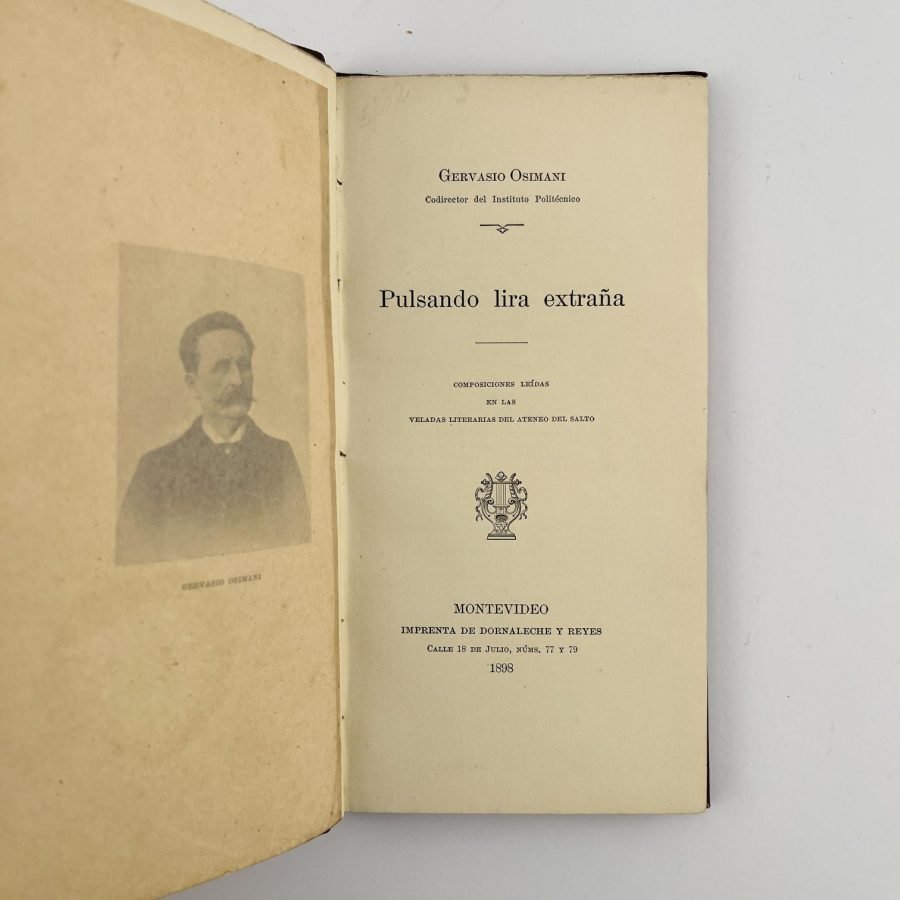 GERVASIO OSIMANI
GERVASIO OSIMANI
Codirector del Instituto Politécnico
Pulsando lira extraña
COMPOSICIONES LEÍDAS
EN LAS
VELADAS LITERARIAS DEL ATENEO DEL SALTO
MONTEVIDEO
IMPRENTA DE DORNALECHE Y REYES
CALLE 18 DE JULIO, NÚMS. 77 Y 79
1898